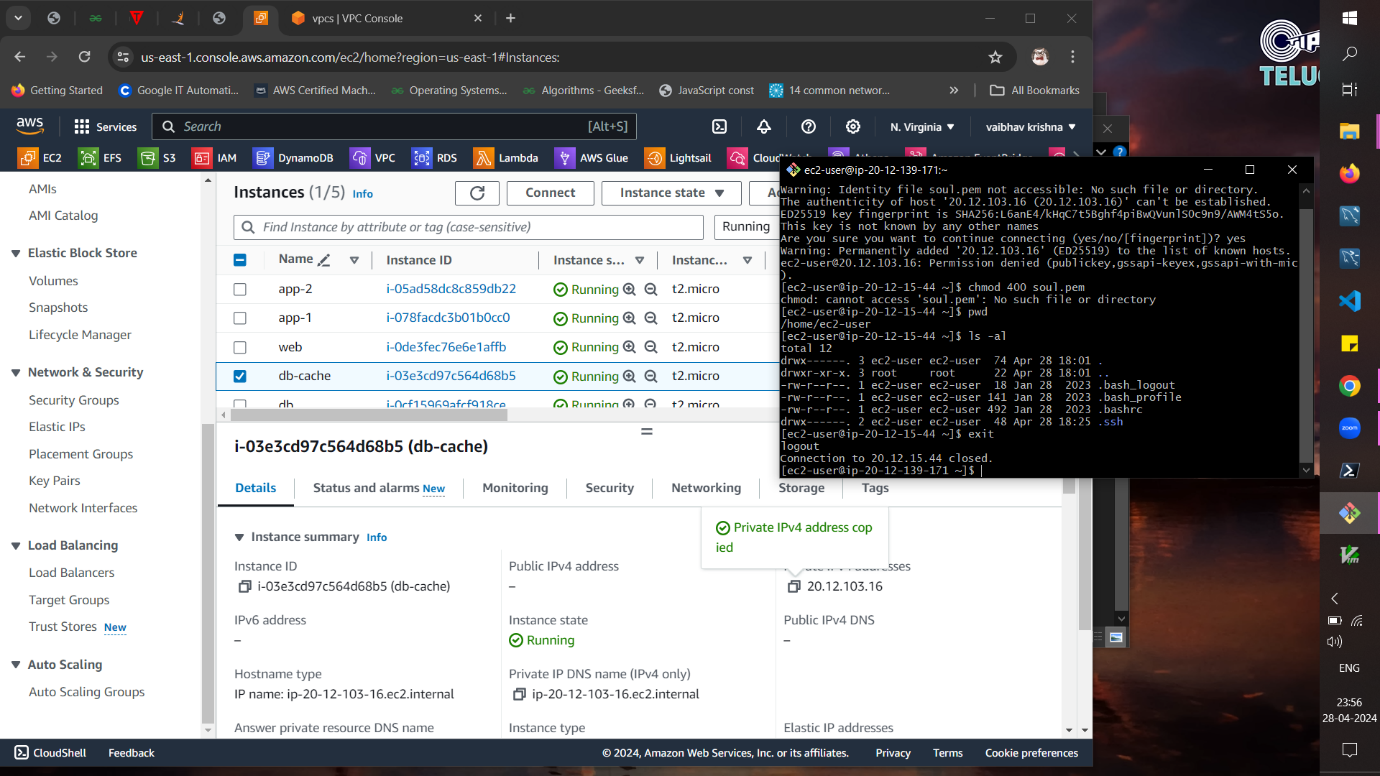 vpcs | VPC Console
us-east-1.console.aws.amazon.com/ec2/home?region=us-east-1#Instances:
Getting Started
Google IT Automati...
AWS Certified Mach...
Operating Systems...
Algorithms - Geeksf...
JavaScript const
14 common networ...
»
All Bookmarks
TELU
aws
Services
Search
[Alt+S]
N. Virginia
vaibhav krishna
EC2
EFS
S3
IAM
DynamoDB
VPC
RDS
Lambda
AWS Glue
Lightsail
AMIs
AMI Catalog
Elastic Block Store
Volumes
Snapshots
Lifecycle Manager
Network & Security
Security Groups
Elastic IPs
Placement Groups
Key Pairs
Network Interfaces
Load Balancing
Load Balancers
Target Groups
Trust Stores New
Auto Scaling
Auto Scaling Groups
Instances (1/5) Info
Connect
Instance state
Find Instance by attribute or tag (case-sensitive)
Running
Name
Instance ID
Instance s...
Instanc...
app-2 i-05ad58dc8c859db22 Running t2.micro
app-1 i-078facdc3b01b0cc0 Running t2.micro
web i-0de3fec76e6e1affb Running t2.micro
db-cache i-03e3cd97c564d68b5 Running t2.micro
db i-0cf15969afcf918ce Running t2.micro
i-03e3cd97c564d68b5 (db-cache)
Details
Status and alarms New
Monitoring
Security
Networking
Storage
Tags
Private IPv4 address cop
ied
Instance summary Info
Instance ID
i-03e3cd97c564d68b5 (db-cache)
Public IPv4 address
–
20.12.103.16
IPv6 address
–
Instance state
Running
Public IPv4 DNS
–
Hostname type
IP name: ip-20-12-103-16.ec2.internal
Private IP DNS name (IPv4 only)
ip-20-12-103-16.ec2.internal
Answer private resource DNS name
Instance type
Elastic IP addresses
CloudShell
Feedback
© 2024, Amazon Web Services, Inc. or its affiliates.
Privacy
Terms
Cookie preferences
ec2-user@ip-20-12-139-171:~
Warning: Identity file soul.pem not accessible: No such file or directory.
The authenticity of host '20.12.103.16 (20.12.103.16)' can't be established.
ED25519 key fingerprint is SHA256:L6anE4/kHqC7t5Bghf4piBwQVunlSOc9n9/AWM4tS5o.
This key is not known by any other names
Are you sure you want to continue connecting (yes/no/[fingerprint])? yes
Warning: Permanently added '20.12.103.16' (ED25519) to the list of known hosts.
ec2-user@20.12.103.16: Permission denied (publickey,gssapi-keyex,gssapi-with-mic
).
[ec2-user@ip-20-12-15-44 ~]$ chmod 400 soul.pem
chmod: cannot access 'soul.pem': No such file or directory
[ec2-user@ip-20-12-15-44 ~]$ pwd
/home/ec2-user
[ec2-user@ip-20-12-15-44 ~]$ ls -al
total 12
drwx------. 3 ec2-user ec2-user 74 Apr 28 18:01 .
drwxr-xr-x. 3 root root 22 Apr 28 18:01 ..
-rw-r--r--. 1 ec2-user ec2-user 18 Jan 28 2023 .bash_logout
-rw-r--r--. 1 ec2-user ec2-user 141 Jan 28 2023 .bash_profile
-rw-r--r--. 1 ec2-user ec2-user 492 Jan 28 2023 .bashrc
drwx------. 2 ec2-user ec2-user 48 Apr 28 18:25 .ssh
[ec2-user@ip-20-12-15-44 ~]$ exit
logout
Connection to 20.12.15.44 closed.
[ec2-user@ip-20-12-139-171 ~]$
zoom
ENG
23:56
28-04-2024